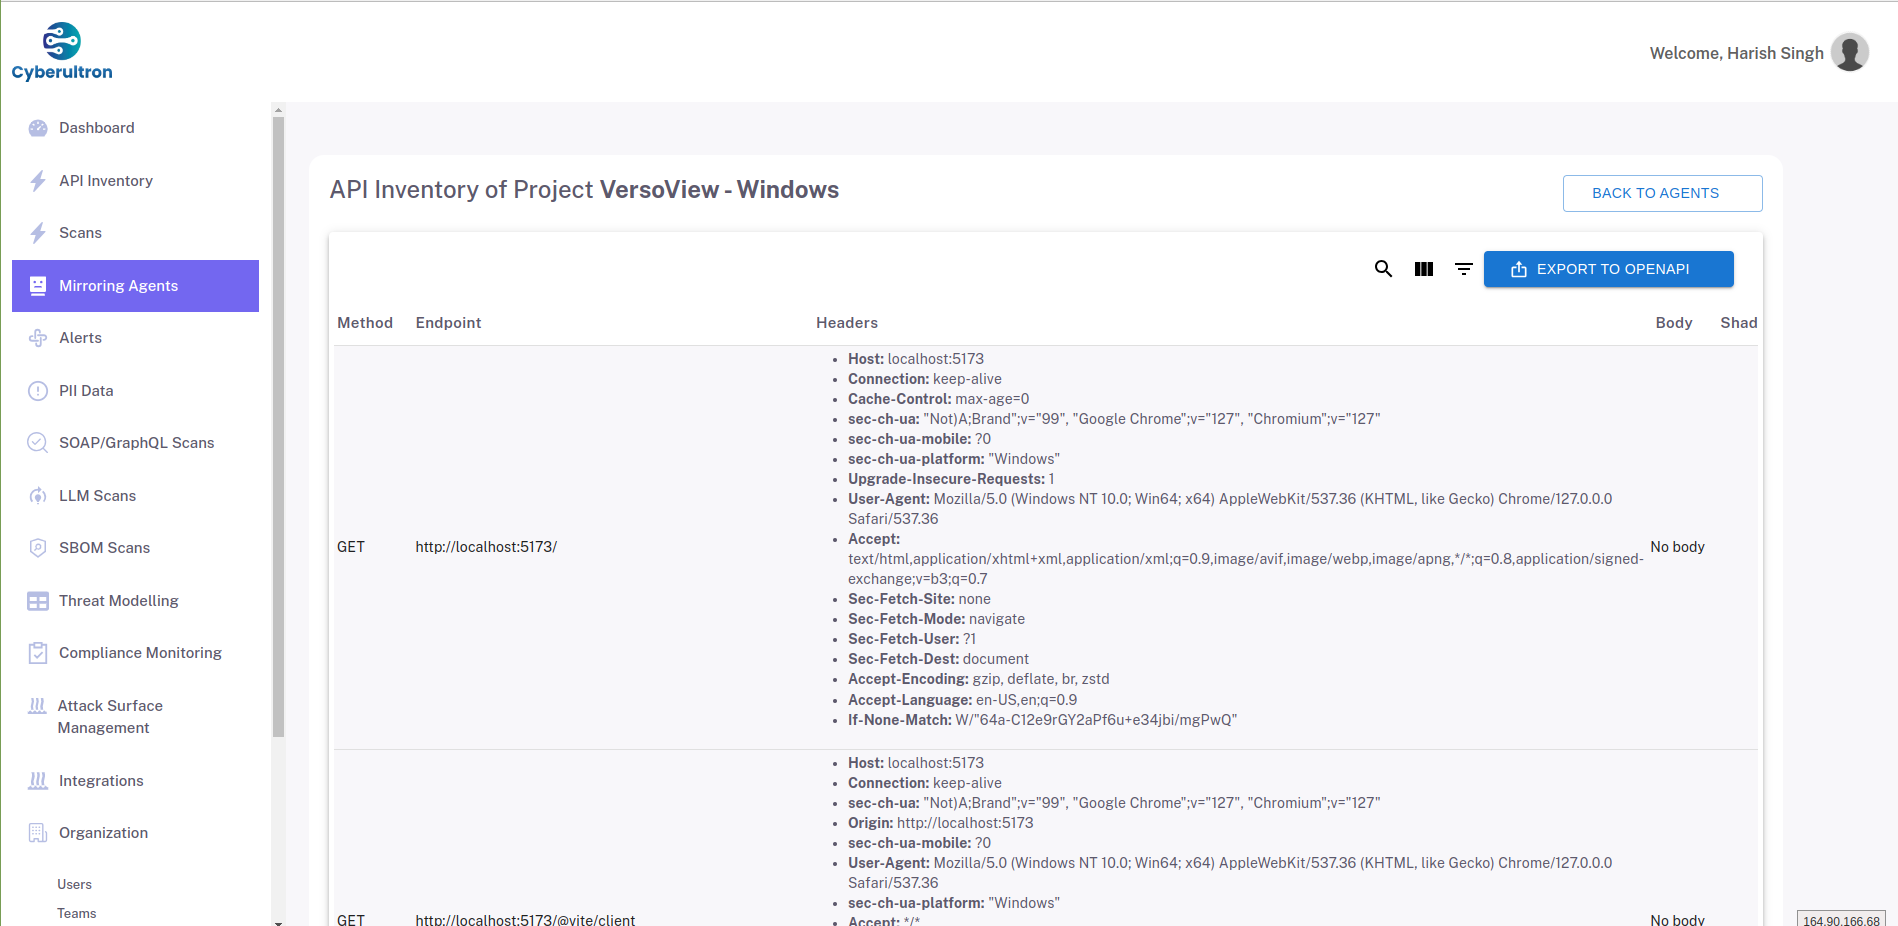 Cyberultron
Welcome, Harish Singh
Dashboard
API Inventory
Scans
Mirroring Agents
Alerts
PII Data
SOAP/GraphQL Scans
LLM Scans
SBOM Scans
Threat Modelling
Compliance Monitoring
Attack Surface
Management
Integrations
Organization
Users
Teams
API Inventory of Project VersoView - Windows
BACK TO AGENTS
EXPORT TO OPENAPI
Method Endpoint Headers Body Shad
GET http://localhost:5173/
Host: localhost:5173
Connection: keep-alive
Cache-Control: max-age=0
sec-ch-ua: "Not)A;Brand";v="99", "Google Chrome";v="127", "Chromium";v="127"
sec-ch-ua-mobile: ?0
sec-ch-ua-platform: "Windows"
Upgrade-Insecure-Requests: 1
User-Agent: Mozilla/5.0 (Windows NT 10.0; Win64; x64) AppleWebKit/537.36 (KHTML, like Gecko) Chrome/127.0.0.0
Safari/537.36
Accept:
text/html,application/xhtml+xml,application/xml;q=0.9,image/avif,image/webp,image/apng,*/*;q=0.8,application/signed-
exchange;v=b3;q=0.7
Sec-Fetch-Site: none
Sec-Fetch-Mode: navigate
Sec-Fetch-User: ?1
Sec-Fetch-Dest: document
Accept-Encoding: gzip, deflate, br, zstd
Accept-Language: en-US,en;q=0.9
If-None-Match: W/"64a-C12e9rGY2aPf6u+e34jbi/mgPwQ"
No body
GET http://localhost:5173/@vite/client
Host: localhost:5173
Connection: keep-alive
sec-ch-ua: "Not)A;Brand";v="99", "Google Chrome";v="127", "Chromium";v="127"
Origin: http://localhost:5173
sec-ch-ua-mobile: ?0
User-Agent: Mozilla/5.0 (Windows NT 10.0; Win64; x64) AppleWebKit/537.36 (KHTML, like Gecko) Chrome/127.0.0.0
Safari/537.36
sec-ch-ua-platform: "Windows"
Accept: */*
No body
164.90.166.68